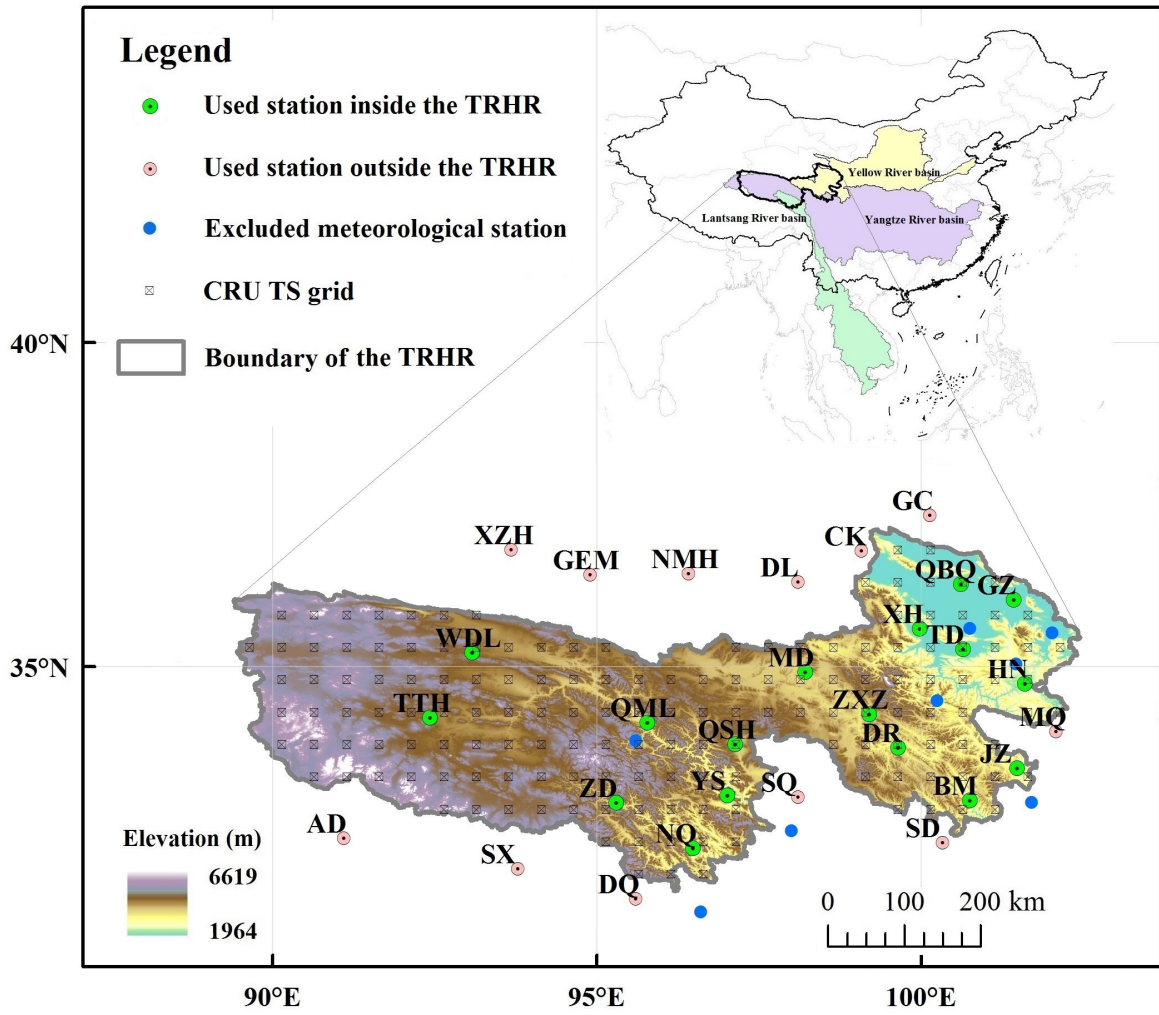 Legend
Used station inside the TRHR
Used station outside the TRHR
Excluded meteorological station
CRU TS grid
Boundary of the TRHR
Yellow River basin
Lantsang River basin
Yangtze River basin
40°N
35°N
GC
XZH
GEM
NMH
DL
CK
QBQ
GZ
XH
TD
WDL
MD
HN
TTH
QML
ZXZ
MQ
QSH
DR
JZ
ZD
YS
SQ
BM
AD
NQ
SD
SX
DQ
Elevation (m)
6619
1964
0 100 200 km
90°E
95°E
100°E